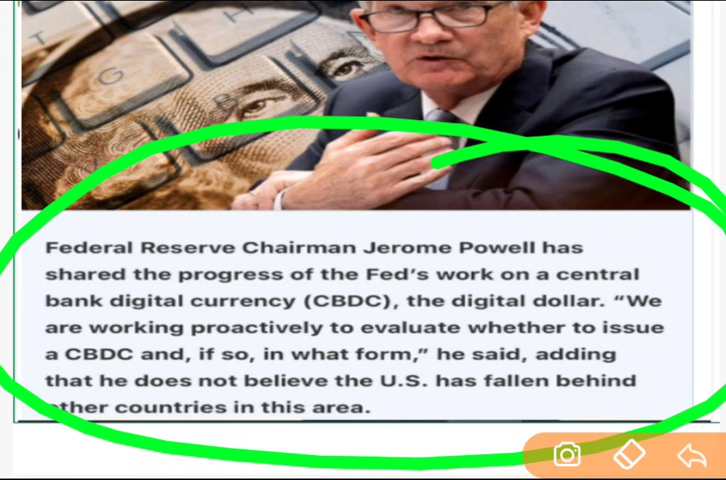 T
G
H
B
Federal Reserve Chairman Jerome Powell has
shared the progress of the Fed's work on a central
bank digital currency (CBDC), the digital dollar. “We
are working proactively to evaluate whether to issue
a CBDC and, if so, in what form,” he said, adding
that he does not believe the U.S. has fallen behind
other countries in this area.